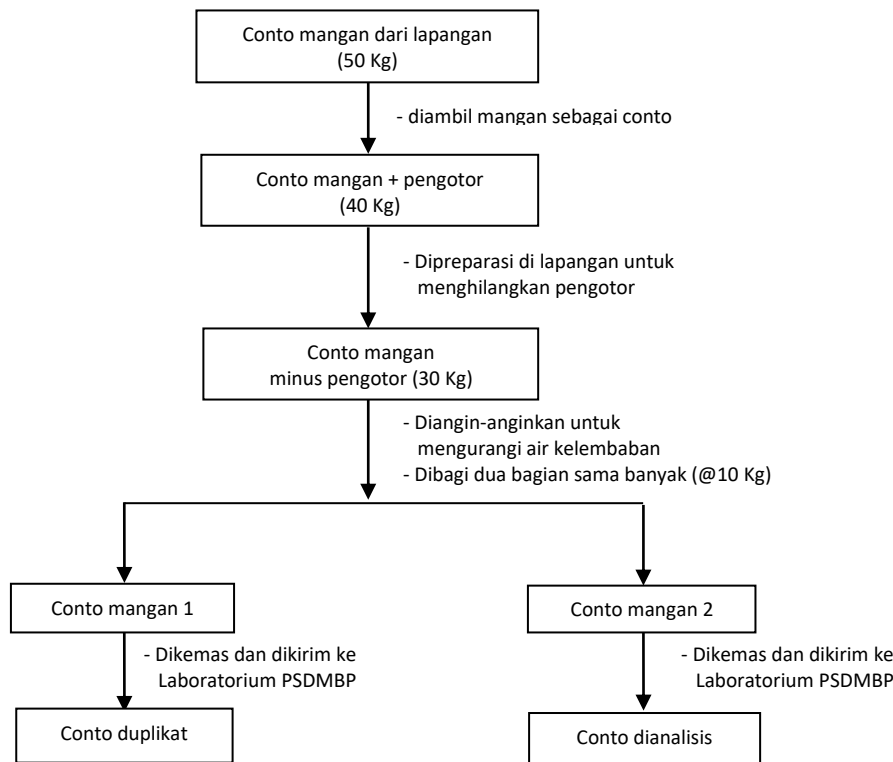 Conto mangan dari lapangan
(50 Kg)
- diambil mangan sebagai conto
Conto mangan + pengotor
(40 Kg)
- Dipreparasi di lapangan untuk
menghilangkan pengotor
Conto mangan
minus pengotor (30 Kg)
- Diangin-anginkan untuk
mengurangi air kelembaban
- Dibagi dua bagian sama banyak (@10 Kg)
Conto mangan 1
Conto mangan 2
- Dikemas dan dikirim ke
Laboratorium PSDMBP
- Dikemas dan dikirim ke
Laboratorium PSDMBP
Conto duplikat
Conto dianalisis